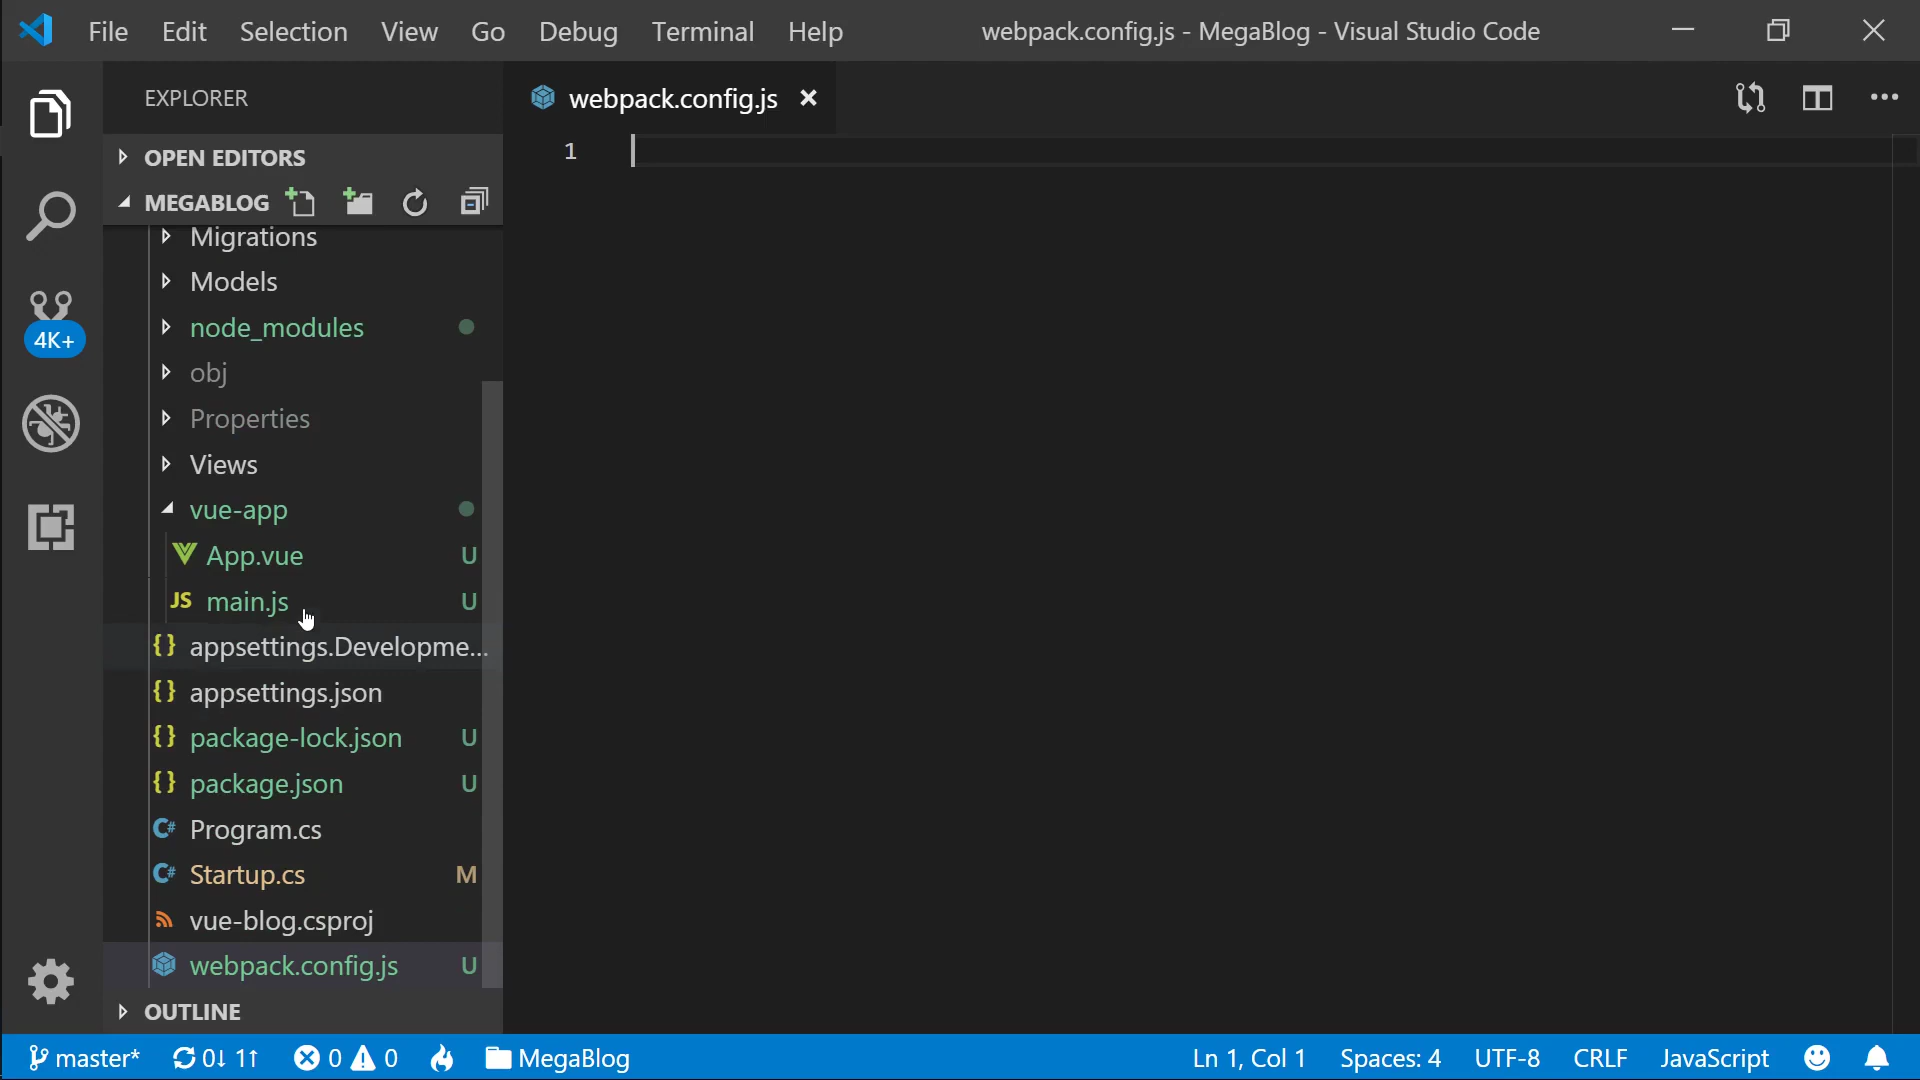 File Edit Selection View Go Debug Terminal Help webpack.config.js - MegaBlog - Visual Studio Code
EXPLORER
webpack.config.js
OPEN EDITORS
1
MEGABLOG
Migrations
Models
node_modules
4K+
obj
Properties
Views
vue-app
App.vue U
JS main.js U
{} appsettings.Developme...
{} appsettings.json
{} package-lock.json U
{} package.json U
C# Program.cs
C# Startup.cs M
vue-blog.csproj
webpack.config.js U
OUTLINE
master* 0↓ 1↑ 0 0 MegaBlog Ln 1, Col 1 Spaces: 4 UTF-8 CRLF JavaScript